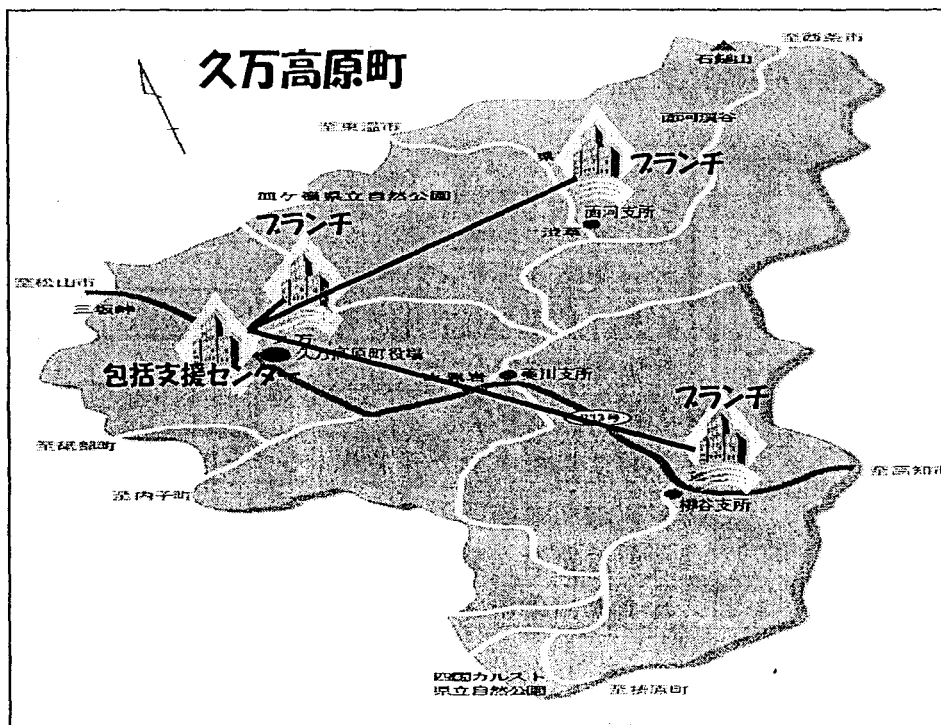 久万高原町
至西条市
石鎚山
面河渓谷
至東温市
ブランチ
面河支所
皿ヶ嶺県立自然公園
ブランチ
至松山市
三坂峠
久万高原町役場
包括支援センター
美川支所
ブランチ
至砥部町
至内子町
至高知市
柳谷支所
四国カルスト
県立自然公園
至梼原町